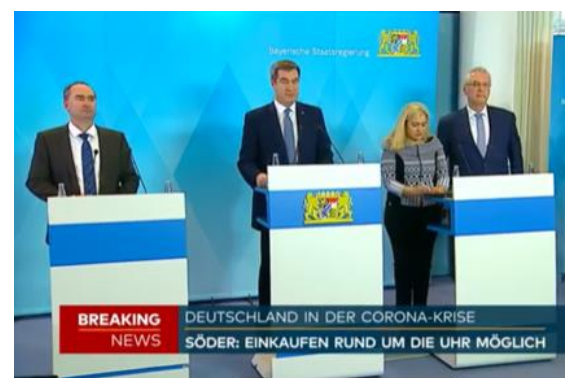 Bayerische Staatsregierung
BREAKING
NEWS
DEUTSCHLAND IN DER CORONA-KRISE
SÖDER: EINKAUFEN RUND UM DIE UHR MÖGLICH